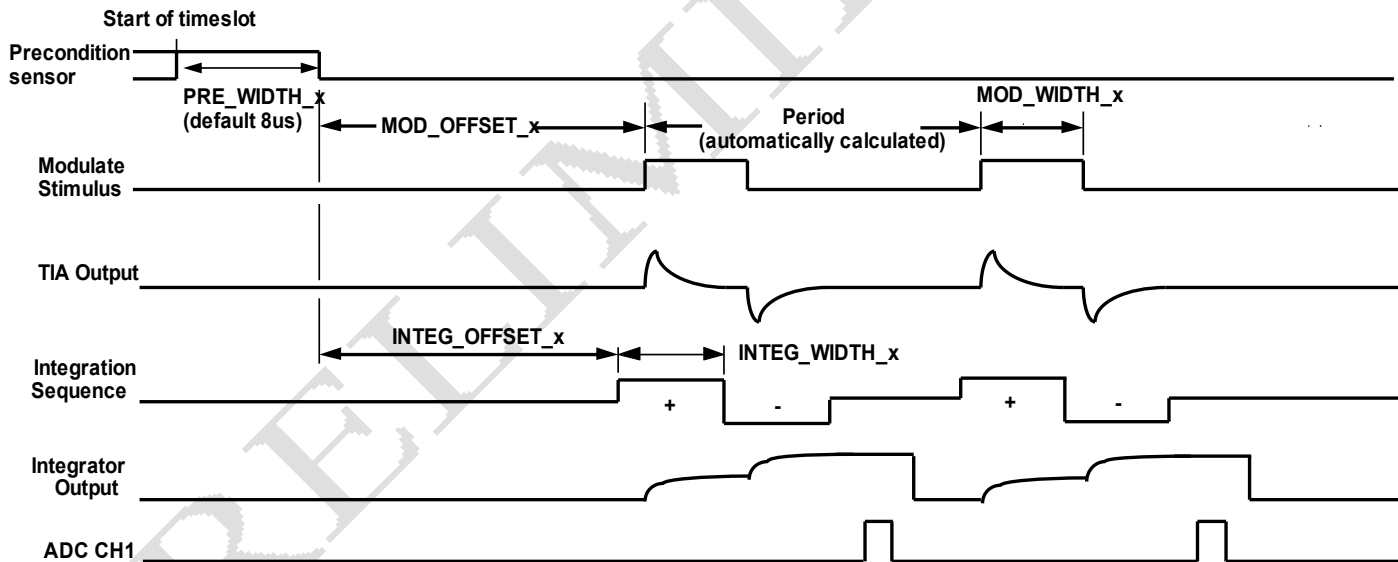 Start of timeslot
Precondition
sensor
PRE_WIDTH_x
(default 8us)
MOD_OFFSET_x
Period
(automatically calculated)
MOD_WIDTH_x
Modulate
Stimulus
TIA Output
INTEG_OFFSET_x
INTEG_WIDTH_x
Integration
Sequence
+ - + -
Integrator
Output
ADC CH1
RELIMI